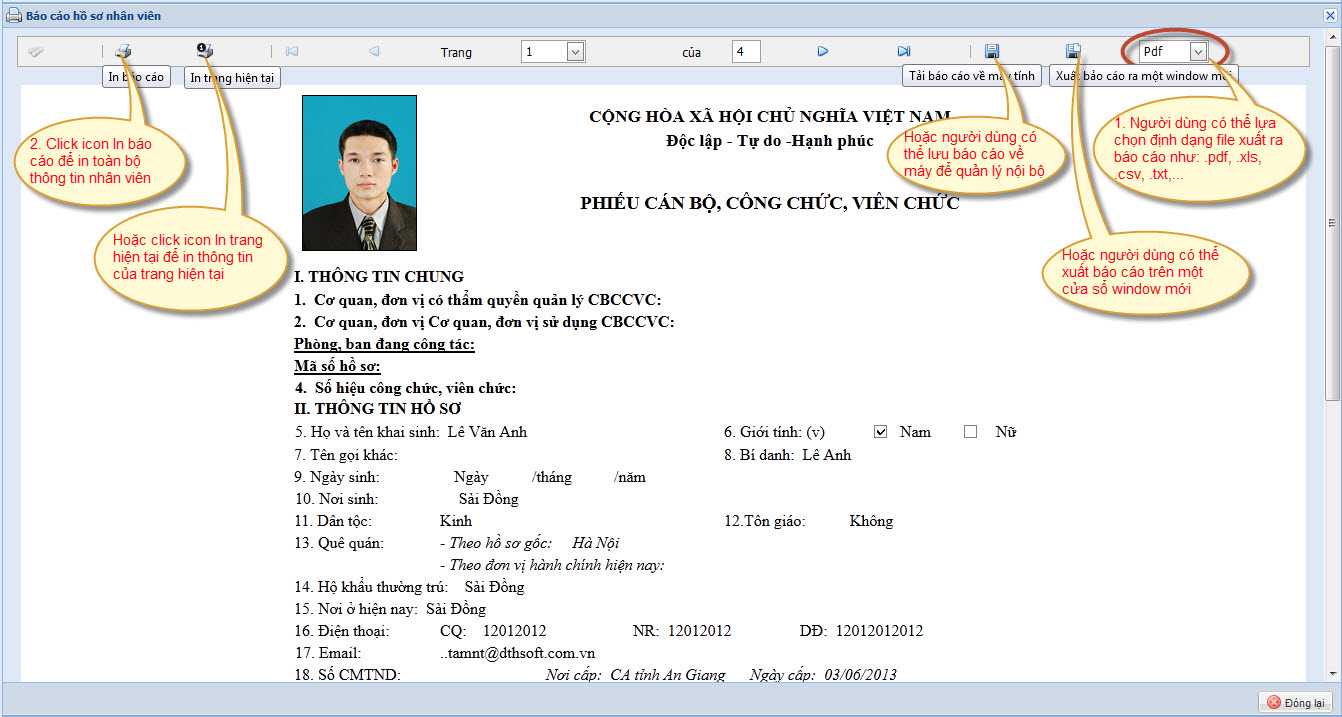 Báo cáo hồ sơ nhân viên
Trang 1 của 4 Pdf
In báo cáo
In trang hiện tại
Tải báo cáo về máy tính
Xuất bảo cáo ra một window mới
2. Click icon In báo
cáo để in toàn bộ
thông tin nhân viên
Hoặc click icon In trang
hiện tại để in thông tin
của trang hiện tại
Hoặc người dùng có
thể lưu báo cáo về
máy để quản lý nội bộ
1. Người dùng có thể lựa
chọn định dạng file xuất ra
báo cáo như: .pdf, .xls,
.csv, .txt,...
Hoặc người dùng có thể
xuất báo cáo trên một
cửa sổ window mới
CỘNG HÒA XÃ HỘI CHỦ NGHĨA VIỆT NAM
Độc lập - Tự do -Hạnh phúc
PHIẾU CÁN BỘ, CÔNG CHỨC, VIÊN CHỨC
I. THÔNG TIN CHUNG
1. Cơ quan, đơn vị có thẩm quyền quản lý CBCCVC:
2. Cơ quan, đơn vị Cơ quan, đơn vị sử dụng CBCCVC:
Phòng, ban đang công tác:
Mã số hồ sơ:
4. Số hiệu công chức, viên chức:
II. THÔNG TIN HỒ SƠ
5. Họ và tên khai sinh: Lê Văn Anh 6. Giới tính: (v) Nam Nữ
7. Tên gọi khác: 8. Bí danh: Lê Anh
9. Ngày sinh: Ngày /tháng /năm
10. Nơi sinh: Sài Đồng
11. Dân tộc: Kinh 12.Tôn giáo: Không
13. Quê quán: - Theo hồ sơ gốc: Hà Nội
- Theo đơn vị hành chính hiện nay:
14. Hộ khẩu thường trú: Sài Đồng
15. Nơi ở hiện nay: Sài Đồng
16. Điện thoại: CQ: 12012012 NR: 12012012 DĐ: 12012012012
17. Email: ..tamnt@dthsoft.com.vn
18. Số CMTND: Nơi cấp: CA tỉnh An Giang Ngày cấp: 03/06/2013
Đóng lại